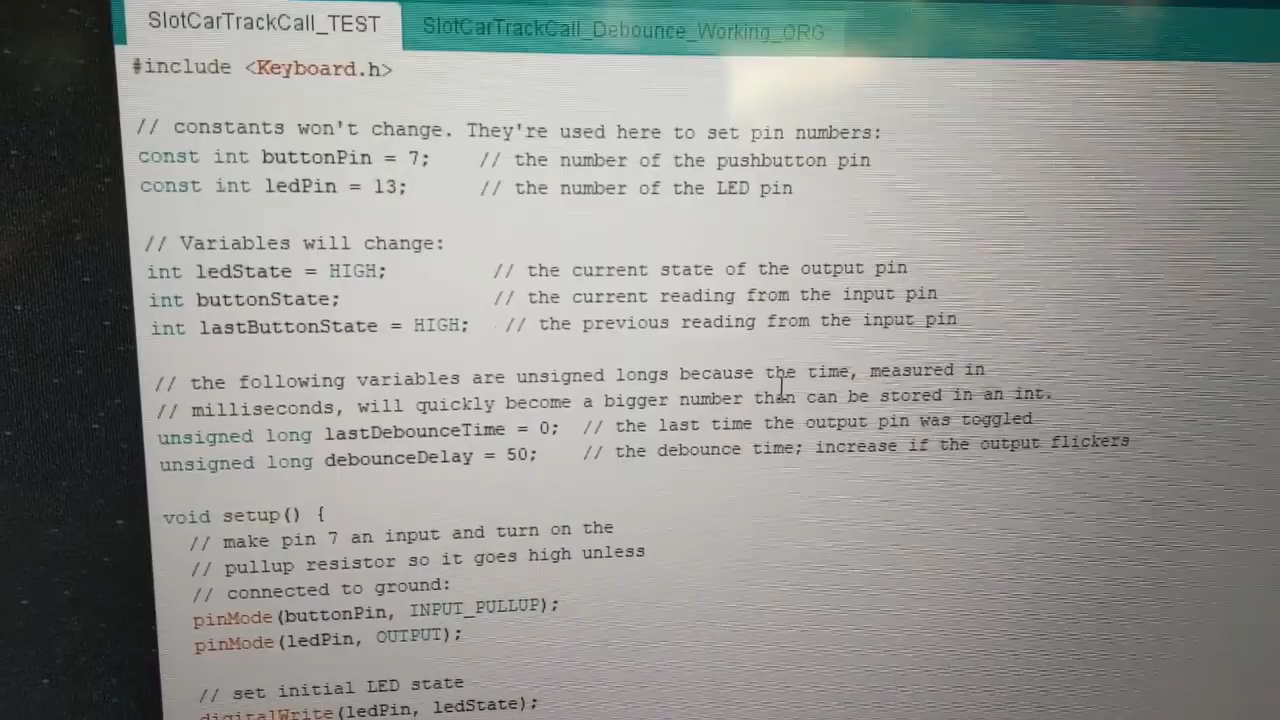 SlotCarTrackCall_TEST
SlotCarTrackCall_Debounce_Working_ORG
#include <Keyboard.h>
// constants won't change. They're used here to set pin numbers:
const int buttonPin = 7; // the number of the pushbutton pin
const int ledPin = 13; // the number of the LED pin
// Variables will change:
int ledState = HIGH; // the current state of the output pin
int buttonState; // the current reading from the input pin
int lastButtonState = HIGH; // the previous reading from the input pin
// the following variables are unsigned longs because the time, measured in
// milliseconds, will quickly become a bigger number than can be stored in an int.
unsigned long lastDebounceTime = 0; // the last time the output pin was toggled
unsigned long debounceDelay = 50; // the debounce time; increase if the output flickers
void setup() {
// make pin 7 an input and turn on the
// pullup resistor so it goes high unless
// connected to ground:
pinMode(buttonPin, INPUT_PULLUP);
pinMode(ledPin, OUTPUT);
// set initial LED state
digitalWrite(ledPin, ledState);